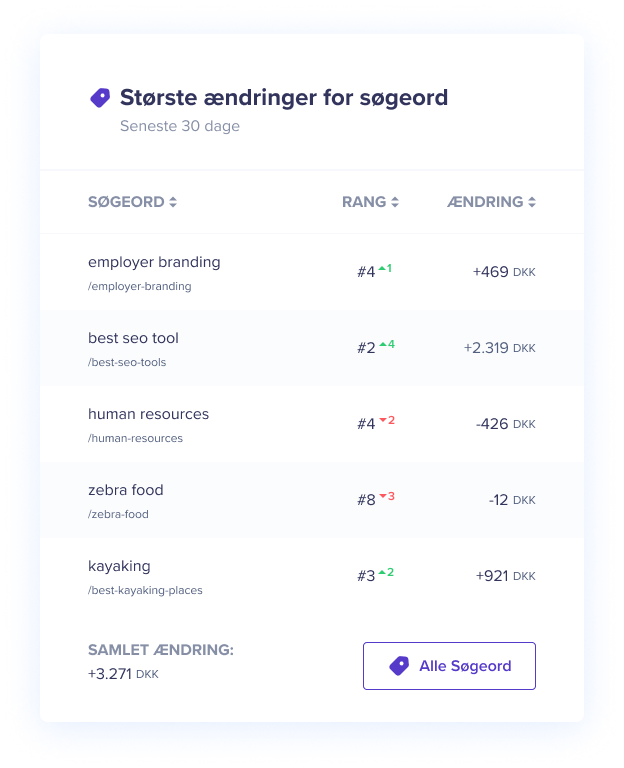 Største ændringer for søgeord
Seneste 30 dage
SØGEORD RANG ÆNDRING
employer branding
/employer-branding
#4 1 +469 DKK
best seo tool
/best-seo-tools
#2 4 +2.319 DKK
human resources
/human-resources
#4 2 -426 DKK
zebra food
/zebra-food
#8 3 -12 DKK
kayaking
/best-kayaking-places
#3 2 +921 DKK
SAMLET ÆNDRING:
+3.271 DKK
Alle Søgeord